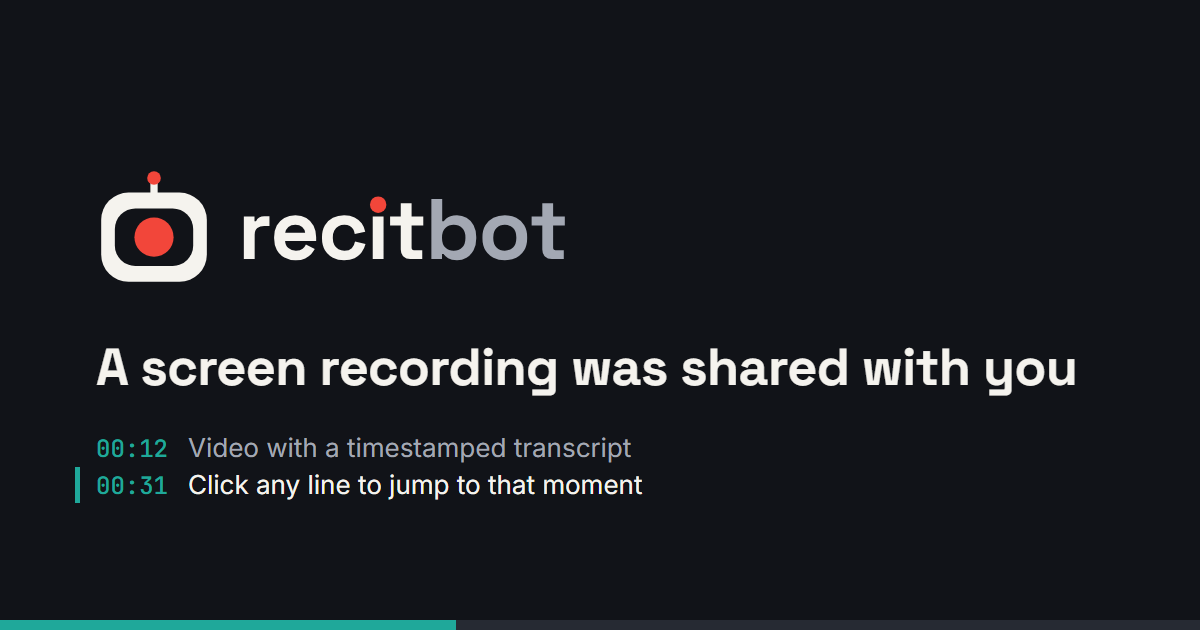 recitbot
A screen recording was shared with you
00:12 Video with a timestamped transcript
00:31 Click any line to jump to that moment